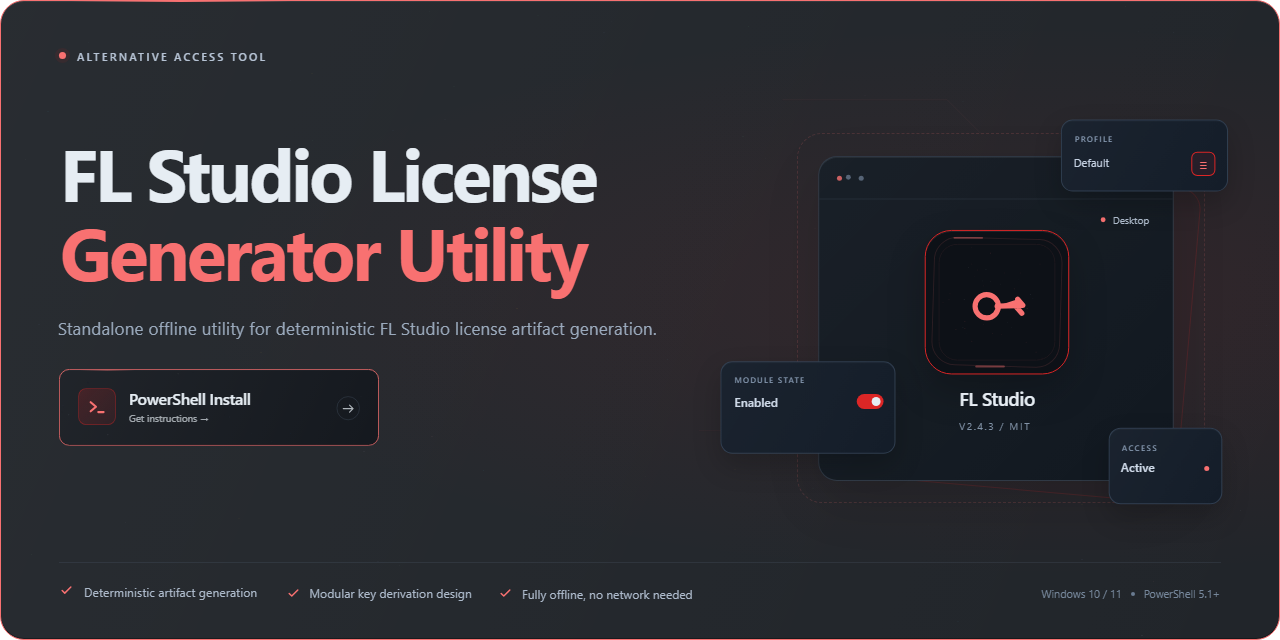 ALTERNATIVE ACCESS TOOL
FL Studio License
Generator Utility
Standalone offline utility for deterministic FL Studio license artifact generation.
PowerShell Install
Get instructions →
PROFILE
Default
Desktop
MODULE STATE
Enabled
FL Studio
V2.4.3 / MIT
ACCESS
Active
Deterministic artifact generation
Modular key derivation design
Fully offline, no network needed
Windows 10 / 11 • PowerShell 5.1+